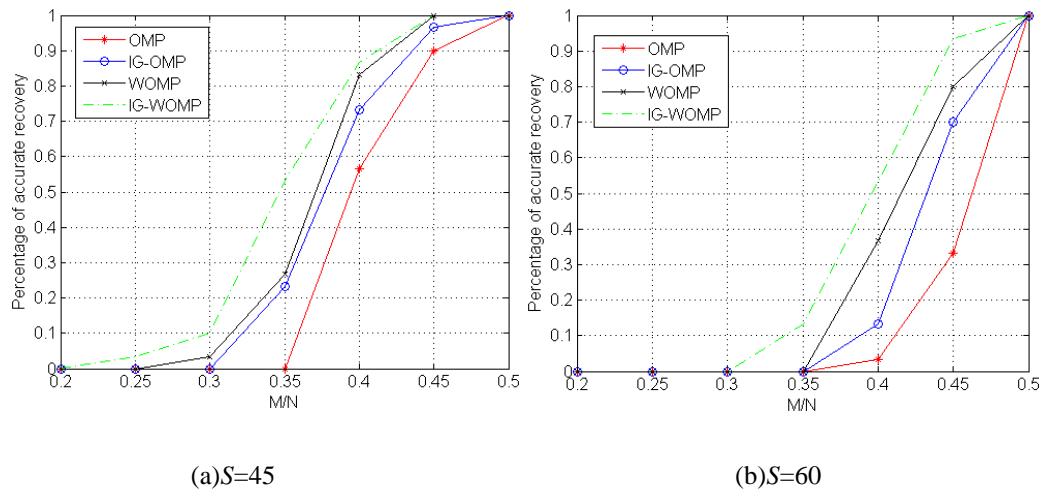 1
0.9
0.8
0.7
0.6
0.5
0.4
0.3
0.2
0.1
0
Percentage of accurate recovery
OMP
IG-OMP
WOMP
IG-WOMP
0.2 0.25 0.3 0.35 0.4 0.45 0.5
M/N
(a)S=45
1
0.9
0.8
0.7
0.6
0.5
0.4
0.3
0.2
0.1
0
Percentage of accurate recovery
OMP
IG-OMP
WOMP
IG-WOMP
0.2 0.25 0.3 0.35 0.4 0.45 0.5
M/N
(b)S=60